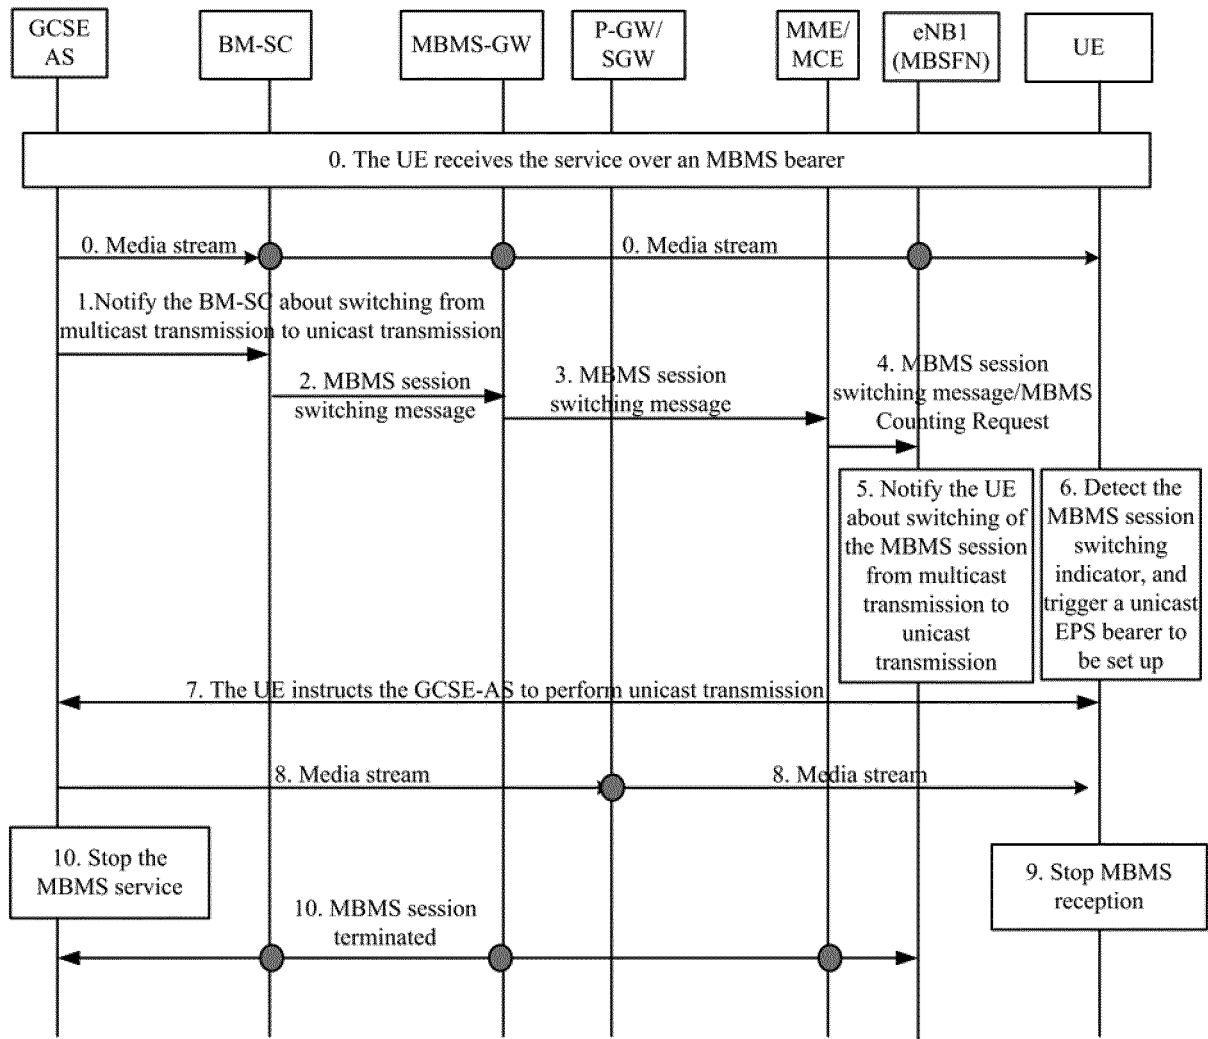 GCSE
AS
BM-SC
MBMS-GW
P-GW/
SGW
MME/
MCE
eNB1
(MBSFN)
UE
0. The UE receives the service over an MBMS bearer
0. Media stream
0. Media stream
1.Notify the BM-SC about switching from
multicast transmission to unicast transmission
2. MBMS session
switching message
3. MBMS session
switching message
4. MBMS session
switching message/MBMS
Counting Request
5. Notify the UE
about switching of
the MBMS session
from multicast
transmission to
unicast
transmission
6. Detect the
MBMS session
switching
indicator, and
trigger a unicast
EPS bearer to
be set up
7. The UE instructs the GCSE-AS to perform unicast transmission
8. Media stream
8. Media stream
10. Stop the
MBMS service
9. Stop MBMS
reception
10. MBMS session
terminated